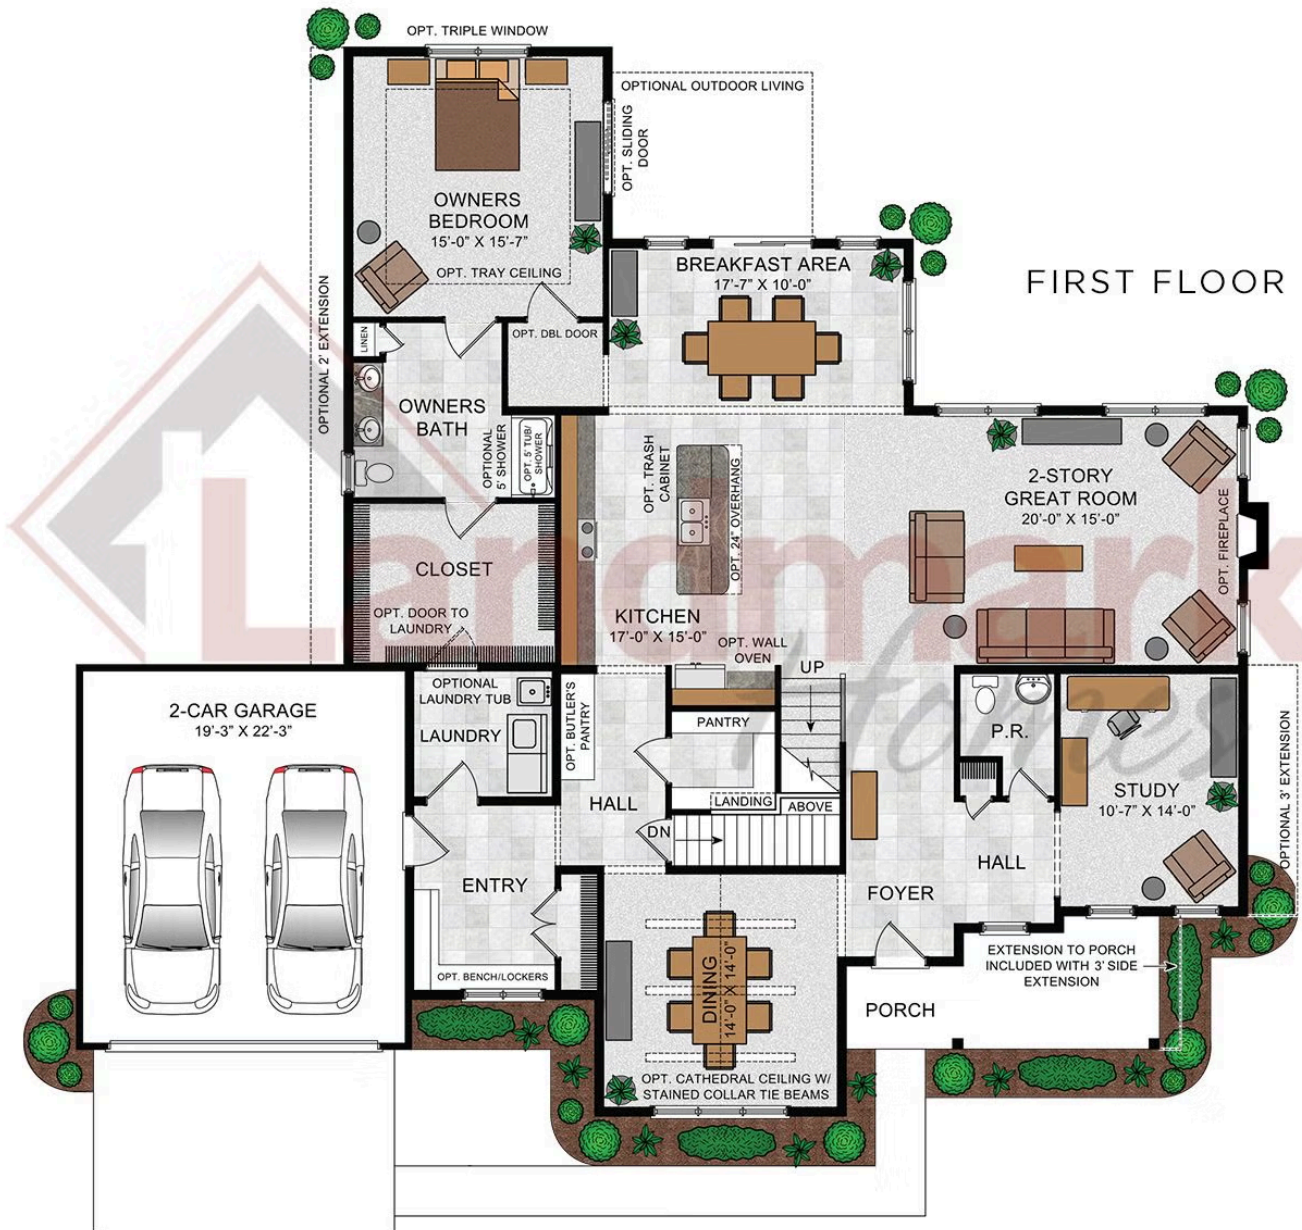 OPT. TRIPLE WINDOW
OPTIONAL OUTDOOR LIVING
OPT. SLIDING
DOOR
OWNERS
BEDROOM
15'-0" X 15'-7"
OPT. TRAY CEILING
BREAKFAST AREA
17'-7" X 10'-0"
FIRST FLOOR
OPTIONAL 2' EXTENSION
LINEN
OPT. DBL DOOR
OWNERS
BATH
OPTIONAL
5' SHOWER
OPT. 5' TUB/
SHOWER
OPT. TRASH
CABINET
OPT. 24" OVERHANG
2-STORY
GREAT ROOM
20'-0" X 15'-0"
OPT. FIREPLACE
CLOSET
OPT. DOOR TO
LAUNDRY
KITCHEN
17'-0" X 15'-0"
OPT. WALL
OVEN
UP
Landmark
Homes
2-CAR GARAGE
19'-3" X 22'-3"
OPTIONAL
LAUNDRY TUB
LAUNDRY
OPT. BUTLER'S
PANTRY
PANTRY
P.R.
STUDY
10'-7" X 14'-0"
OPTIONAL 3' EXTENSION
HALL
LANDING
ABOVE
DN
HALL
ENTRY
FOYER
OPT. BENCH/LOCKERS
DINING
14'-0" X 14'-0"
EXTENSION TO PORCH
INCLUDED WITH 3' SIDE
EXTENSION
PORCH
OPT. CATHEDRAL CEILING W/
STAINED COLLAR TIE BEAMS